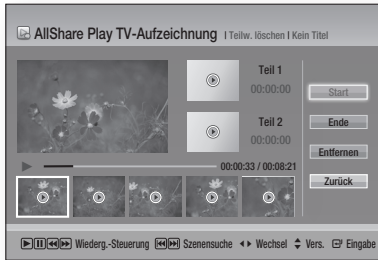 AllShare Play TV-Aufzeichnung I Teilw. löschen I Kein Titel
Teil 1
00:00:00
Start
Teil 2
00:00:00
Ende
Entfernen
00:00:33 / 00:08:21
Zurück
Wiederg.-Steuerung Szenensuche Wechsel Vers. Eingabe